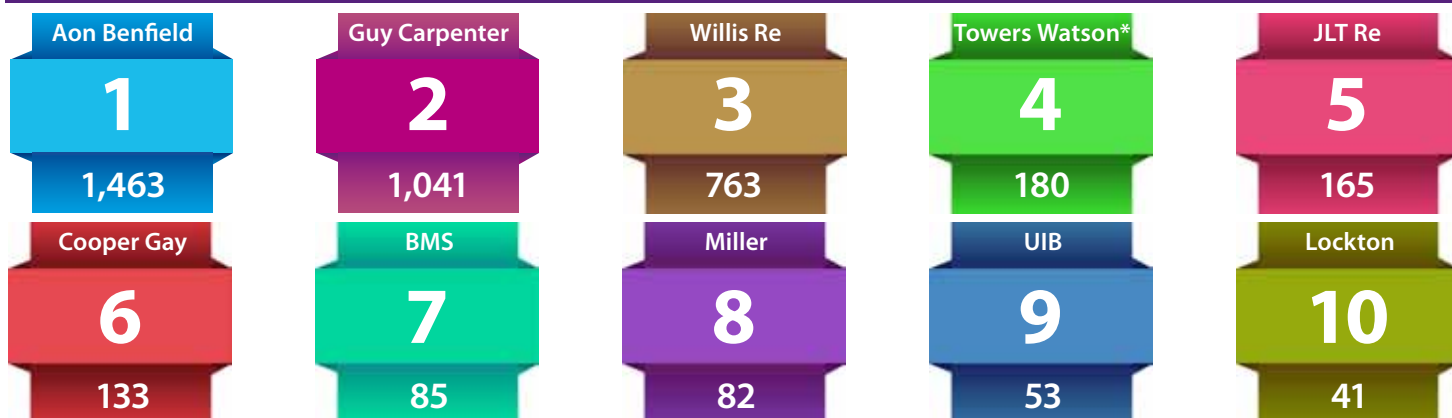 Aon Benfield
1
1,463
Guy Carpenter
2
1,041
Willis Re
3
763
Towers Watson*
4
180
JLT Re
5
165
Cooper Gay
6
133
BMS
7
85
Miller
8
82
UIB
9
53
Lockton
10
41